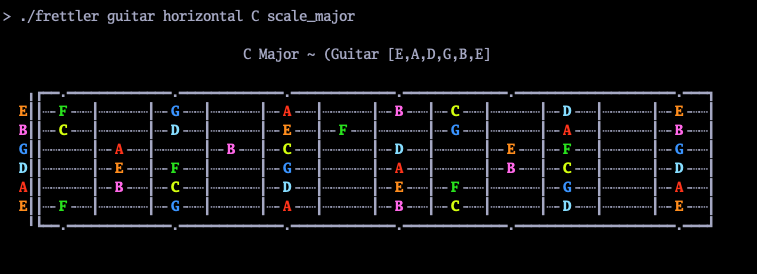 > ./frettler guitar horizontal C scale_major
C Major ~ (Guitar [E,A,D,G,B,E]
E F G A B C D E
B C D E F G A B
G A B C D E F G
D E F G A B C D
A B C D E F G A
E F G A B C D E